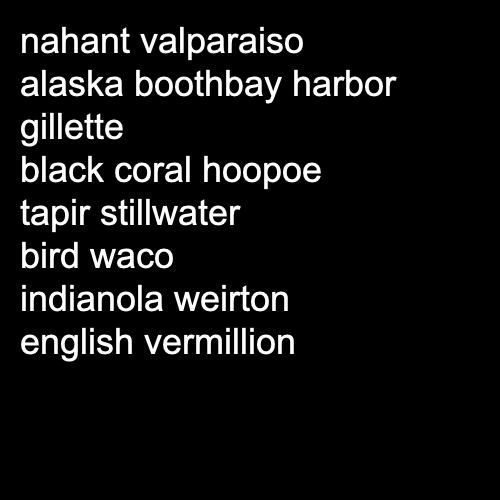 nahant valparaiso
alaska boothbay harbor
gillette
black coral hoopoe
tapir stillwater
bird waco
indianola weirton
english vermillion